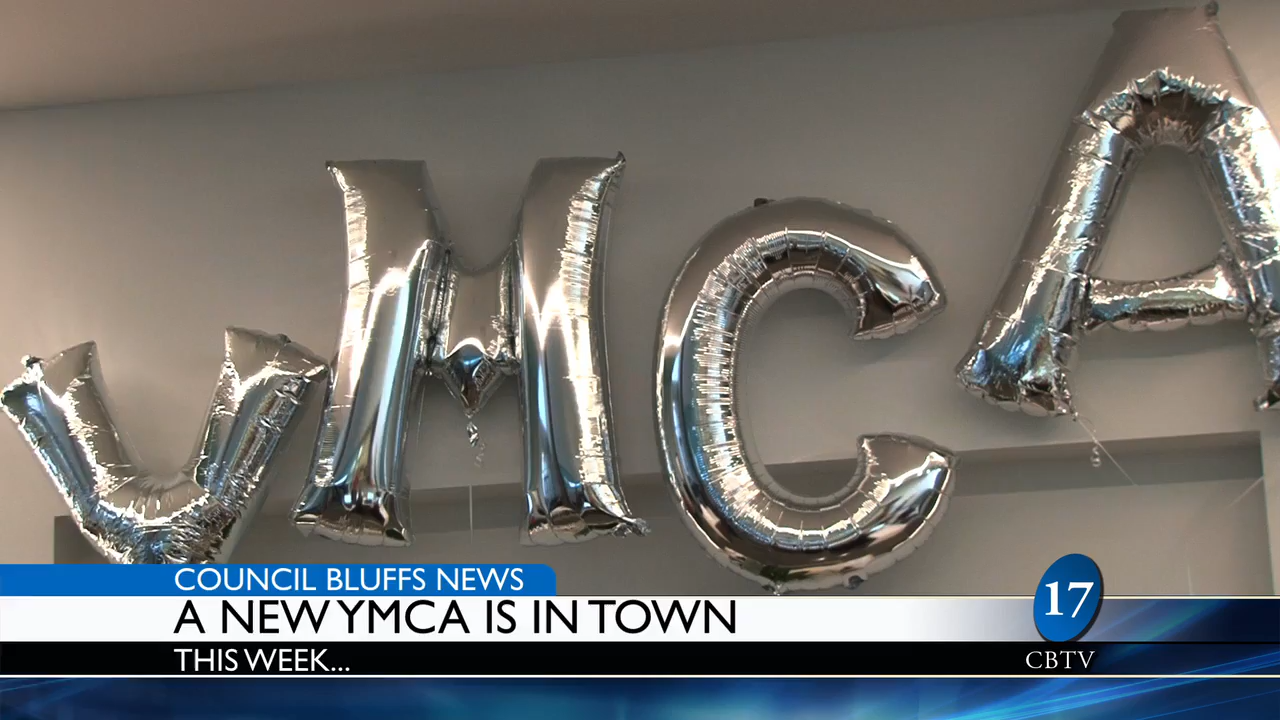 YMCA
COUNCIL BLUFFS NEWS
A NEW YMCA IS IN TOWN
THIS WEEK...
17
CBTV